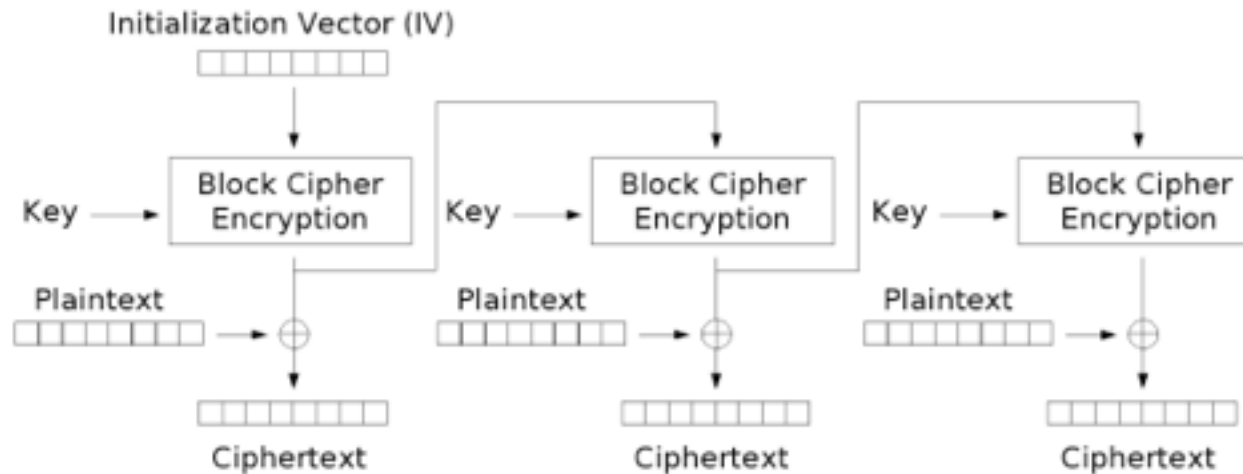 Initialization Vector (IV)
Block Cipher
Encryption
Key
Plaintext
Ciphertext
Block Cipher
Encryption
Key
Plaintext
Ciphertext
Block Cipher
Encryption
Key
Plaintext
Ciphertext